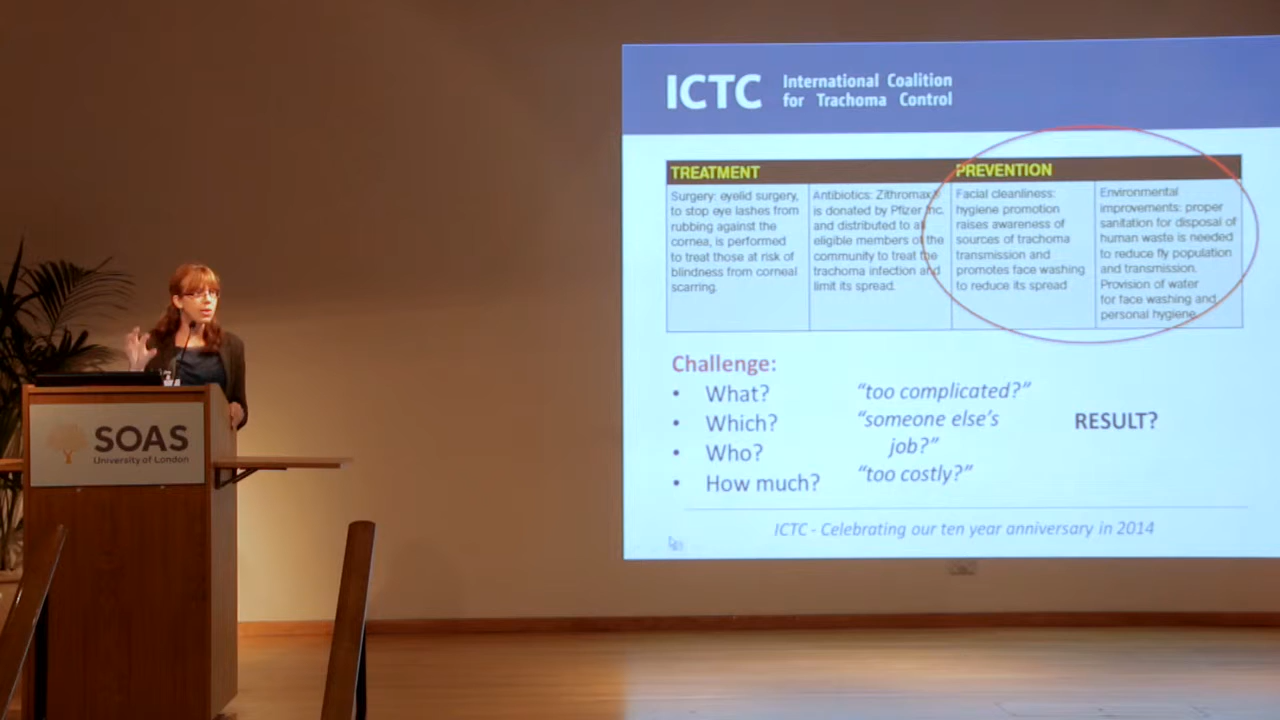 ICTC
International Coalition
for Trachoma Control
TREATMENT
PREVENTION
Surgery: eyelid surgery,
to stop eye lashes from
rubbing against the
cornea, is performed
to treat those at risk of
blindness from corneal
scarring.
Antibiotics: Zithromax®
is donated by Pfizer Inc.
and distributed to all
eligible members of the
community to treat the
trachoma infection and
limit its spread.
Facial cleanliness:
hygiene promotion
raises awareness of
sources of trachoma
transmission and
promotes face washing
to reduce its spread
Environmental
improvements: proper
sanitation for disposal of
human waste is needed
to reduce fly population
and transmission.
Provision of water
for face washing and
personal hygiene.
Challenge:
• What?
• Which?
• Who?
• How much?
"too complicated?"
"someone else's
job?"
"too costly?"
RESULT?
ICTC - Celebrating our ten year anniversary in 2014
SOAS
University of London